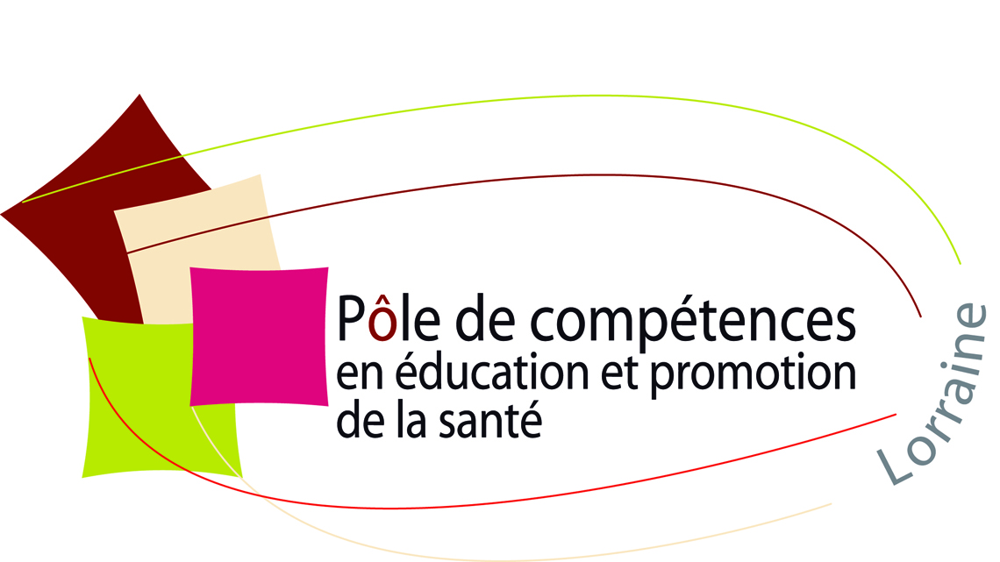 Pôle de compétences
en éducation et promotion
de la santé
Lorraine